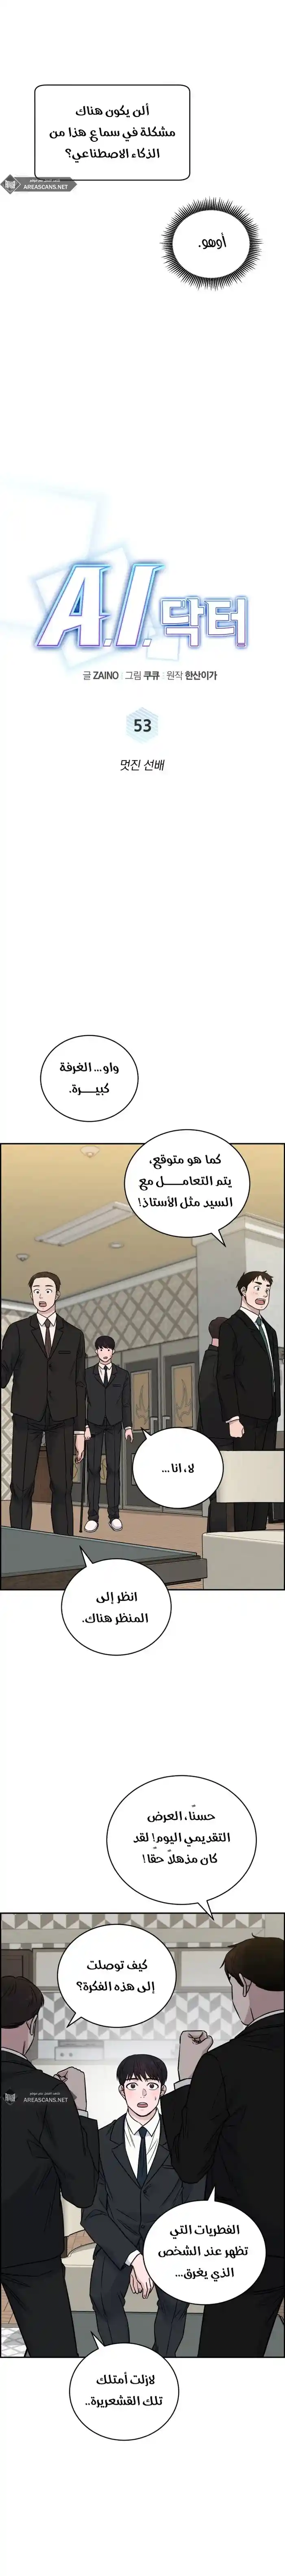 ألن يكون هناك
مشكلة في سماع هذا من
الذكاء الاصطناعي؟
AREASCANS.NET
أوهو.
A.I. 닥터
글 ZAINO | 그림 쿠큐 | 원작 한산이가
53
멋진 선배
واو... الغرفة
كبيـــرة.
كما هو متوقع،
يتم التعامـــــل مع
السيد مثل الأستاذ!
لا، انا...
انظر إلى
المنظر هناك.
حسنًا، العرض
التقديمي اليوم! لقد
كان مذهلاً حقًا!
كيف توصلت
إلى هذه الفكرة؟
AREASCANS.NET
الفطريات التي
تظهر عند الشخص
الذي يغرق...
لازلت أمتلك
تلك القشعريرة..